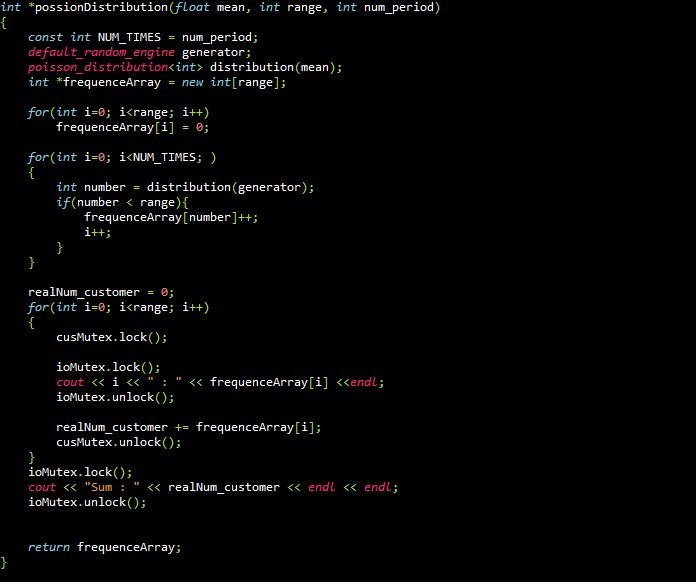 int *possionDistribution(float mean, int range, int num_period)
{
    const int NUM_TIMES = num_period;
    default_random_engine generator;
    poisson_distribution<int> distribution(mean);
    int *frequenceArray = new int[range];

    for(int i=0; i<range; i++)
        frequenceArray[i] = 0;

    for(int i=0; i<NUM_TIMES; )
    {
        int number = distribution(generator);
        if(number < range){
            frequenceArray[number]++;
            i++;
        }
    }

    realNum_customer = 0;
    for(int i=0; i<range; i++)
    {
        cusMutex.lock();

        ioMutex.lock();
        cout << i << " : " << frequenceArray[i] <<endl;
        ioMutex.unlock();

        realNum_customer += frequenceArray[i];
        cusMutex.unlock();
    }
    ioMutex.lock();
    cout << "Sum : " << realNum_customer << endl << endl;
    ioMutex.unlock();


    return frequenceArray;
}